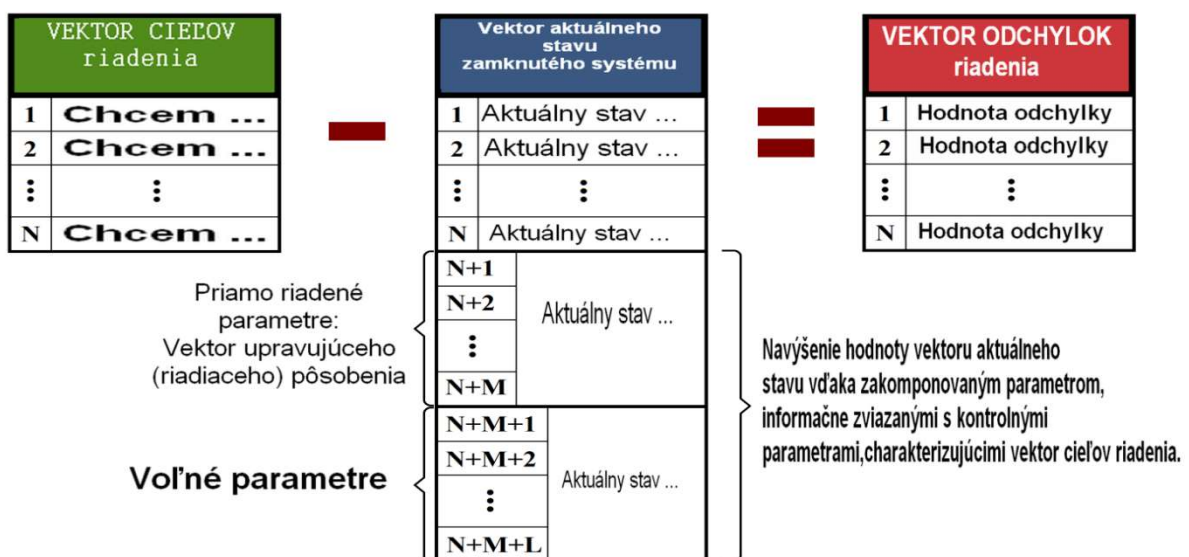 VEKTOR CIEĽOV
riadenia
1 Chcem ...
2 Chcem ...
⋮ ⋮
N Chcem ...
Vektor aktuálneho
stavu
zamknutého systému
1 Aktuálny stav ...
2 Aktuálny stav ...
⋮ ⋮
N Aktuálny stav ...
VEKTOR ODCHYLOK
riadenia
1 Hodnota odchylky
2 Hodnota odchylky
⋮ ⋮
N Hodnota odchylky
Priamo riadené
parametre:
Vektor upravujúceho
(riadiaceho) pôsobenia
N+1
N+2
⋮
N+M
Aktuálny stav ...
Voľné parametre
N+M+1
N+M+2
⋮
N+M+L
Aktuálny stav ...
Navýšenie hodnoty vektoru aktuálneho
stavu vďaka zakomponovaným parametrom,
informačne zviazanými s kontrolnými
parametrami,charakterizujúcimi vektor cieľov riadenia.